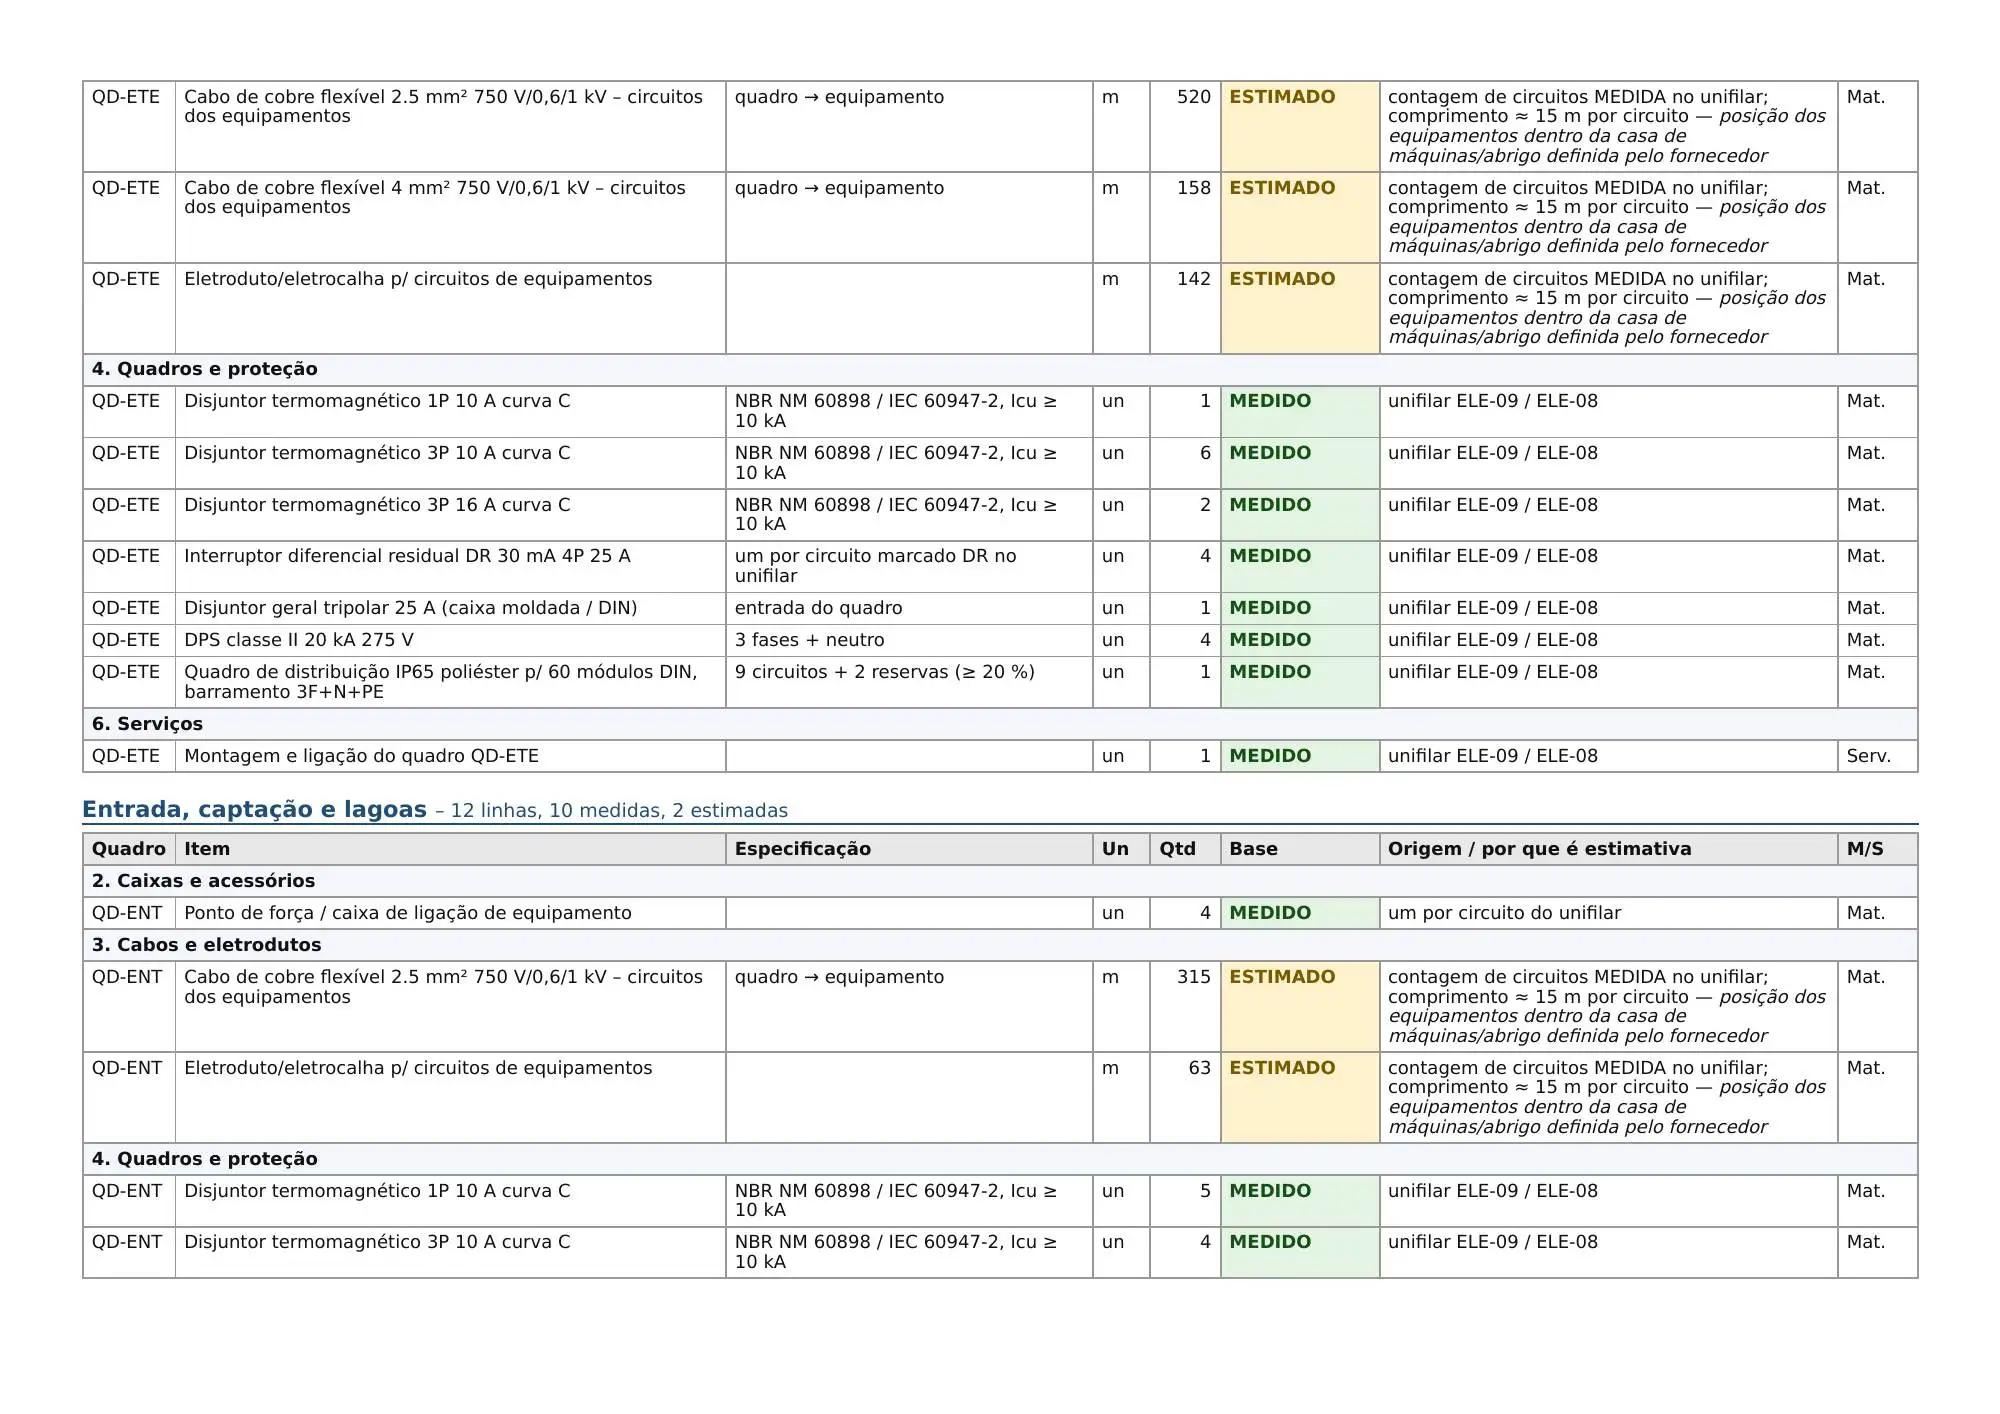 QD-ETE Cabo de cobre flexível 2.5 mm² 750 V/0,6/1 kV – circuitos dos equipamentos quadro → equipamento m 520 ESTIMADO contagem de circuitos MEDIDA no unifilar; comprimento ≈ 15 m por circuito — posição dos equipamentos dentro da casa de máquinas/abrigo definida pelo fornecedor Mat.
QD-ETE Cabo de cobre flexível 4 mm² 750 V/0,6/1 kV – circuitos dos equipamentos quadro → equipamento m 158 ESTIMADO contagem de circuitos MEDIDA no unifilar; comprimento ≈ 15 m por circuito — posição dos equipamentos dentro da casa de máquinas/abrigo definida pelo fornecedor Mat.
QD-ETE Eletroduto/eletrocalha p/ circuitos de equipamentos m 142 ESTIMADO contagem de circuitos MEDIDA no unifilar; comprimento ≈ 15 m por circuito — posição dos equipamentos dentro da casa de máquinas/abrigo definida pelo fornecedor Mat.
4. Quadros e proteção
QD-ETE Disjuntor termomagnético 1P 10 A curva C NBR NM 60898 / IEC 60947-2, Icu ≥ 10 kA un 1 MEDIDO unifilar ELE-09 / ELE-08 Mat.
QD-ETE Disjuntor termomagnético 3P 10 A curva C NBR NM 60898 / IEC 60947-2, Icu ≥ 10 kA un 6 MEDIDO unifilar ELE-09 / ELE-08 Mat.
QD-ETE Disjuntor termomagnético 3P 16 A curva C NBR NM 60898 / IEC 60947-2, Icu ≥ 10 kA un 2 MEDIDO unifilar ELE-09 / ELE-08 Mat.
QD-ETE Interruptor diferencial residual DR 30 mA 4P 25 A um por circuito marcado DR no unifilar un 4 MEDIDO unifilar ELE-09 / ELE-08 Mat.
QD-ETE Disjuntor geral tripolar 25 A (caixa moldada / DIN) entrada do quadro un 1 MEDIDO unifilar ELE-09 / ELE-08 Mat.
QD-ETE DPS classe II 20 kA 275 V 3 fases + neutro un 4 MEDIDO unifilar ELE-09 / ELE-08 Mat.
QD-ETE Quadro de distribuição IP65 poliéster p/ 60 módulos DIN, barramento 3F+N+PE 9 circuitos + 2 reservas (≥ 20 %) un 1 MEDIDO unifilar ELE-09 / ELE-08 Mat.
6. Serviços
QD-ETE Montagem e ligação do quadro QD-ETE un 1 MEDIDO unifilar ELE-09 / ELE-08 Serv.
Entrada, captação e lagoas – 12 linhas, 10 medidas, 2 estimadas
Quadro Item Especificação Un Qtd Base Origem / por que é estimativa M/S
2. Caixas e acessórios
QD-ENT Ponto de força / caixa de ligação de equipamento un 4 MEDIDO um por circuito do unifilar Mat.
3. Cabos e eletrodutos
QD-ENT Cabo de cobre flexível 2.5 mm² 750 V/0,6/1 kV – circuitos dos equipamentos quadro → equipamento m 315 ESTIMADO contagem de circuitos MEDIDA no unifilar; comprimento ≈ 15 m por circuito — posição dos equipamentos dentro da casa de máquinas/abrigo definida pelo fornecedor Mat.
QD-ENT Eletroduto/eletrocalha p/ circuitos de equipamentos m 63 ESTIMADO contagem de circuitos MEDIDA no unifilar; comprimento ≈ 15 m por circuito — posição dos equipamentos dentro da casa de máquinas/abrigo definida pelo fornecedor Mat.
4. Quadros e proteção
QD-ENT Disjuntor termomagnético 1P 10 A curva C NBR NM 60898 / IEC 60947-2, Icu ≥ 10 kA un 5 MEDIDO unifilar ELE-09 / ELE-08 Mat.
QD-ENT Disjuntor termomagnético 3P 10 A curva C NBR NM 60898 / IEC 60947-2, Icu ≥ 10 kA un 4 MEDIDO unifilar ELE-09 / ELE-08 Mat.